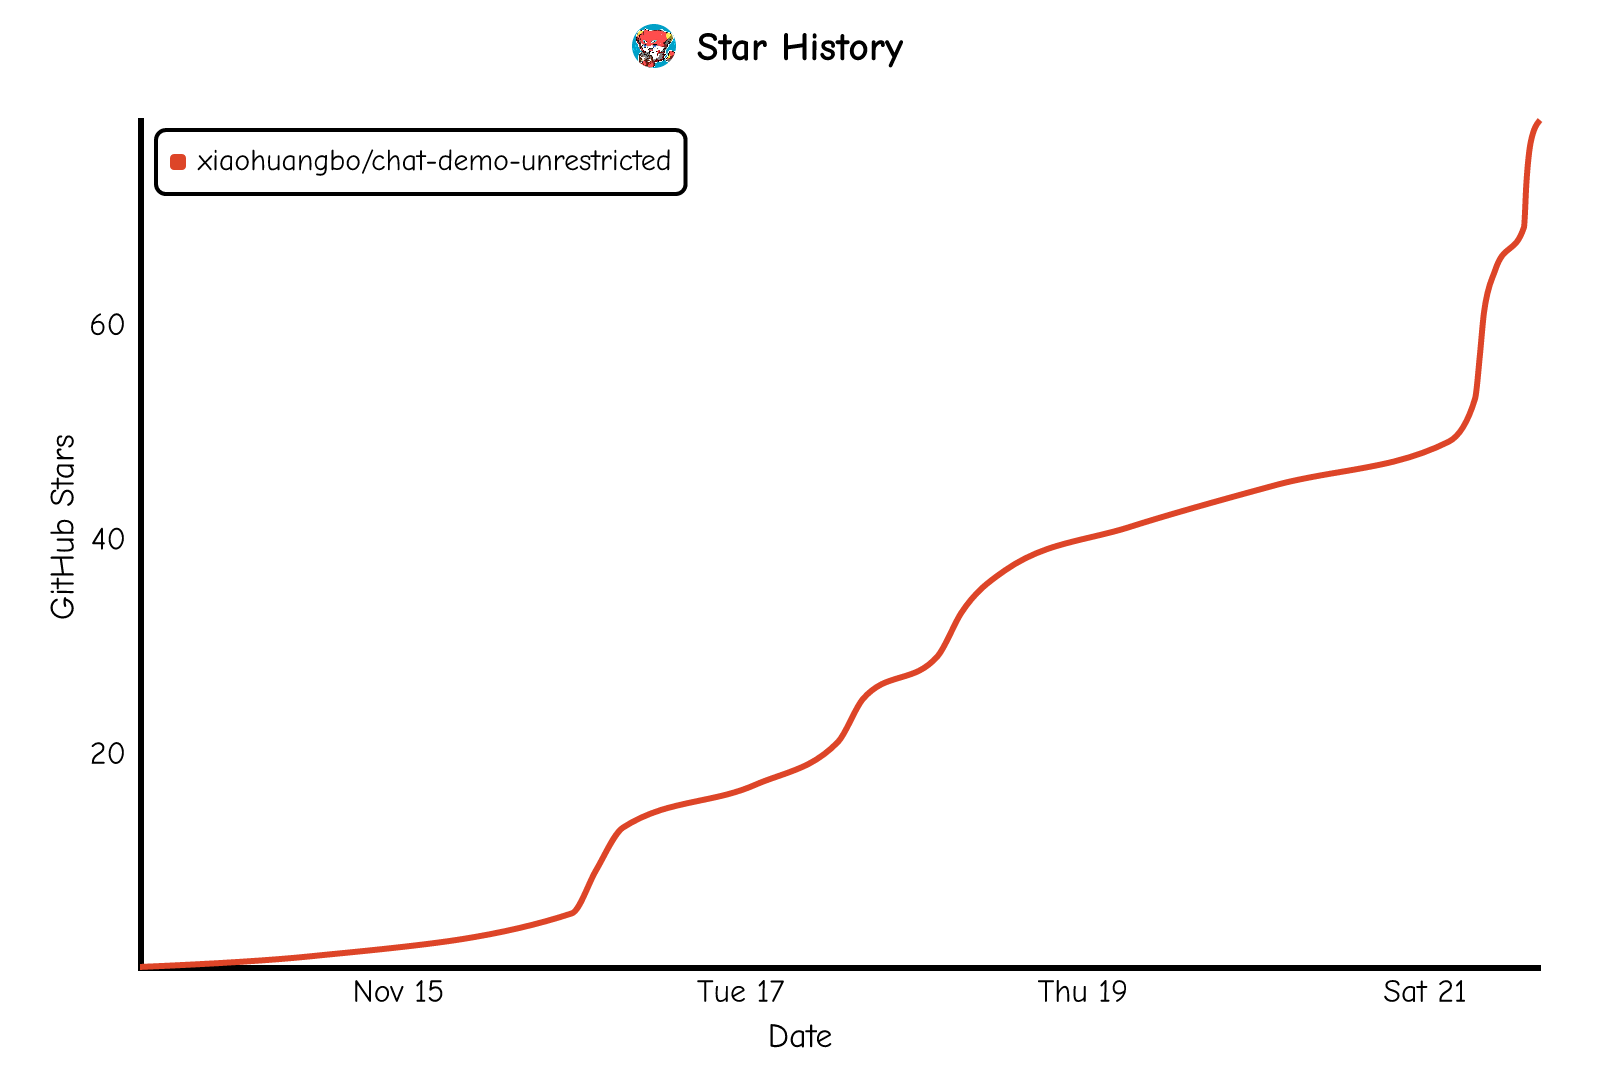 Star History
xiaohuangbo/chat-demo-unrestricted
60
40
20
GitHub Stars
Nov 15
Tue 17
Thu 19
Sat 21
Date